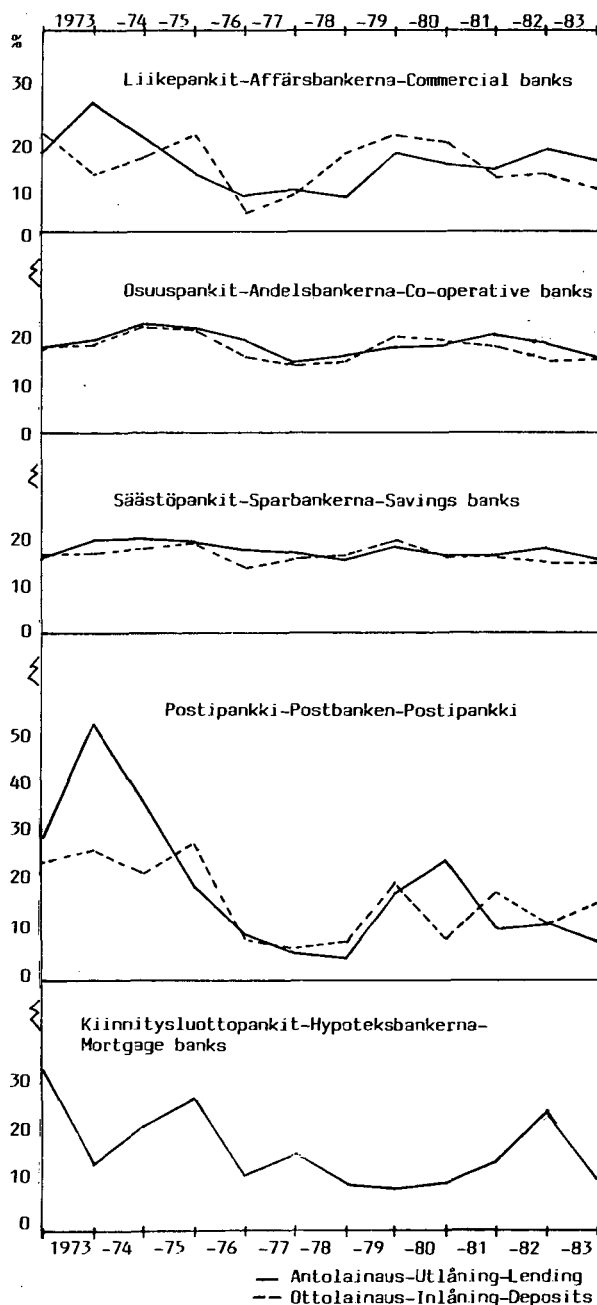 1973 -74 -75 -76 -77 -78 -79 -80 -81 -82 -83
%
Liikepankit-Affärsbankerna-Commercial banks
30
20
10
0
Osuuspankit-Andelsbankerna-Co-operative banks
20
10
0
Säästöpankit-Sparbankerna-Savings banks
20
10
0
Postipankki-Postbanken-Postipankki
50
40
30
20
10
0
Kiinnitysluottopankit-Hypoteksbankerna-
Mortgage banks
30
20
10
0
1973 -74 -75 -76 -77 -78 -79 -80 -81 -82 -83
Antolainaus-Utlåning-Lending
Ottolainaus-Inlåning-Deposits